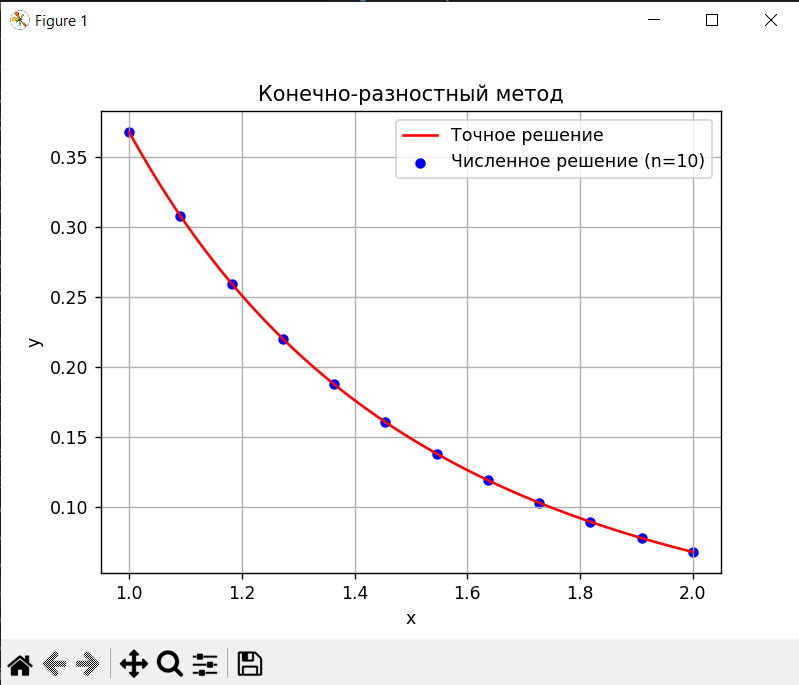 Figure 1
Конечно-разностный метод
Точное решение
Численное решение (n=10)
0.35
0.30
0.25
0.20
0.15
0.10
y
1.0 1.2 1.4 1.6 1.8 2.0
x